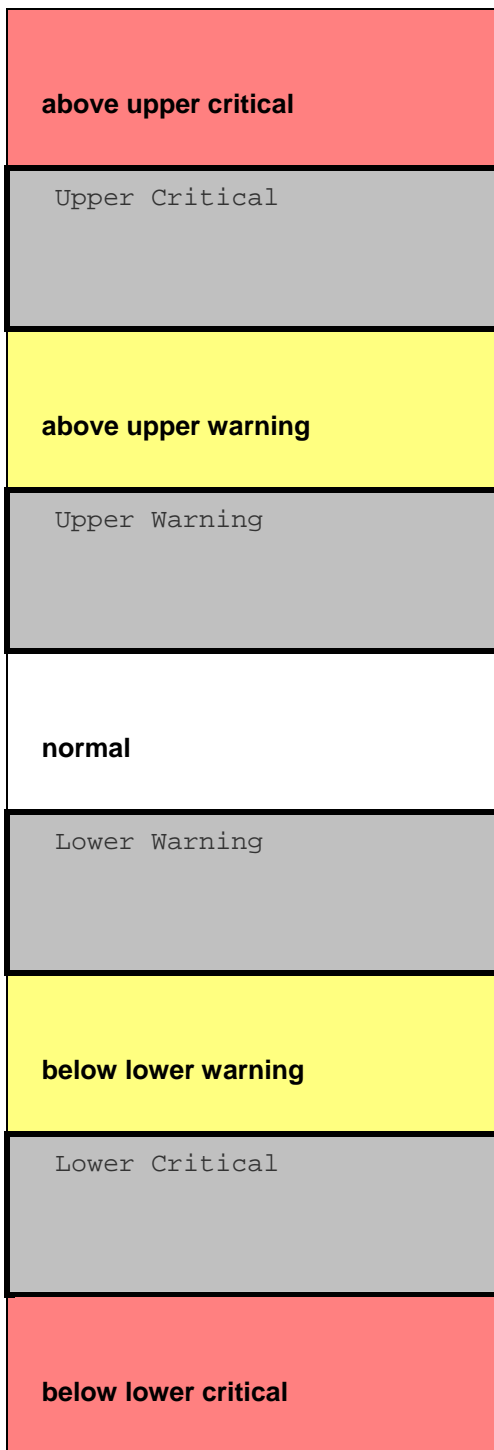 above upper critical
Upper Critical
above upper warning
Upper Warning
normal
Lower Warning
below lower warning
Lower Critical
below lower critical